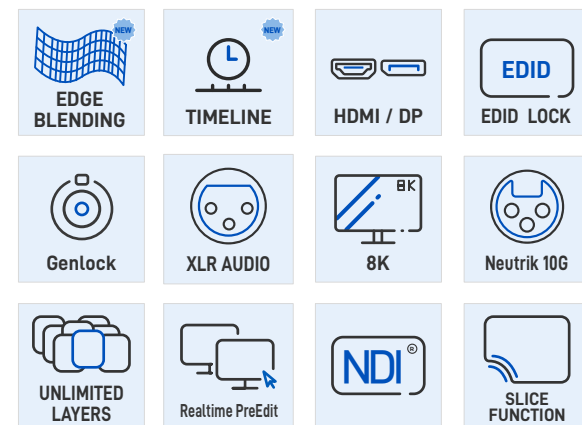 NEW
EDGE
BLENDING
NEW
TIMELINE
HDMI / DP
EDID
EDID LOCK
Genlock
XLR AUDIO
8K
8K
Neutrik 10G
UNLIMITED
LAYERS
Realtime PreEdit
NDI®
SLICE
FUNCTION